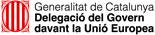 Generalitat de Catalunya
Delegació del Govern
davant la Unió Europea